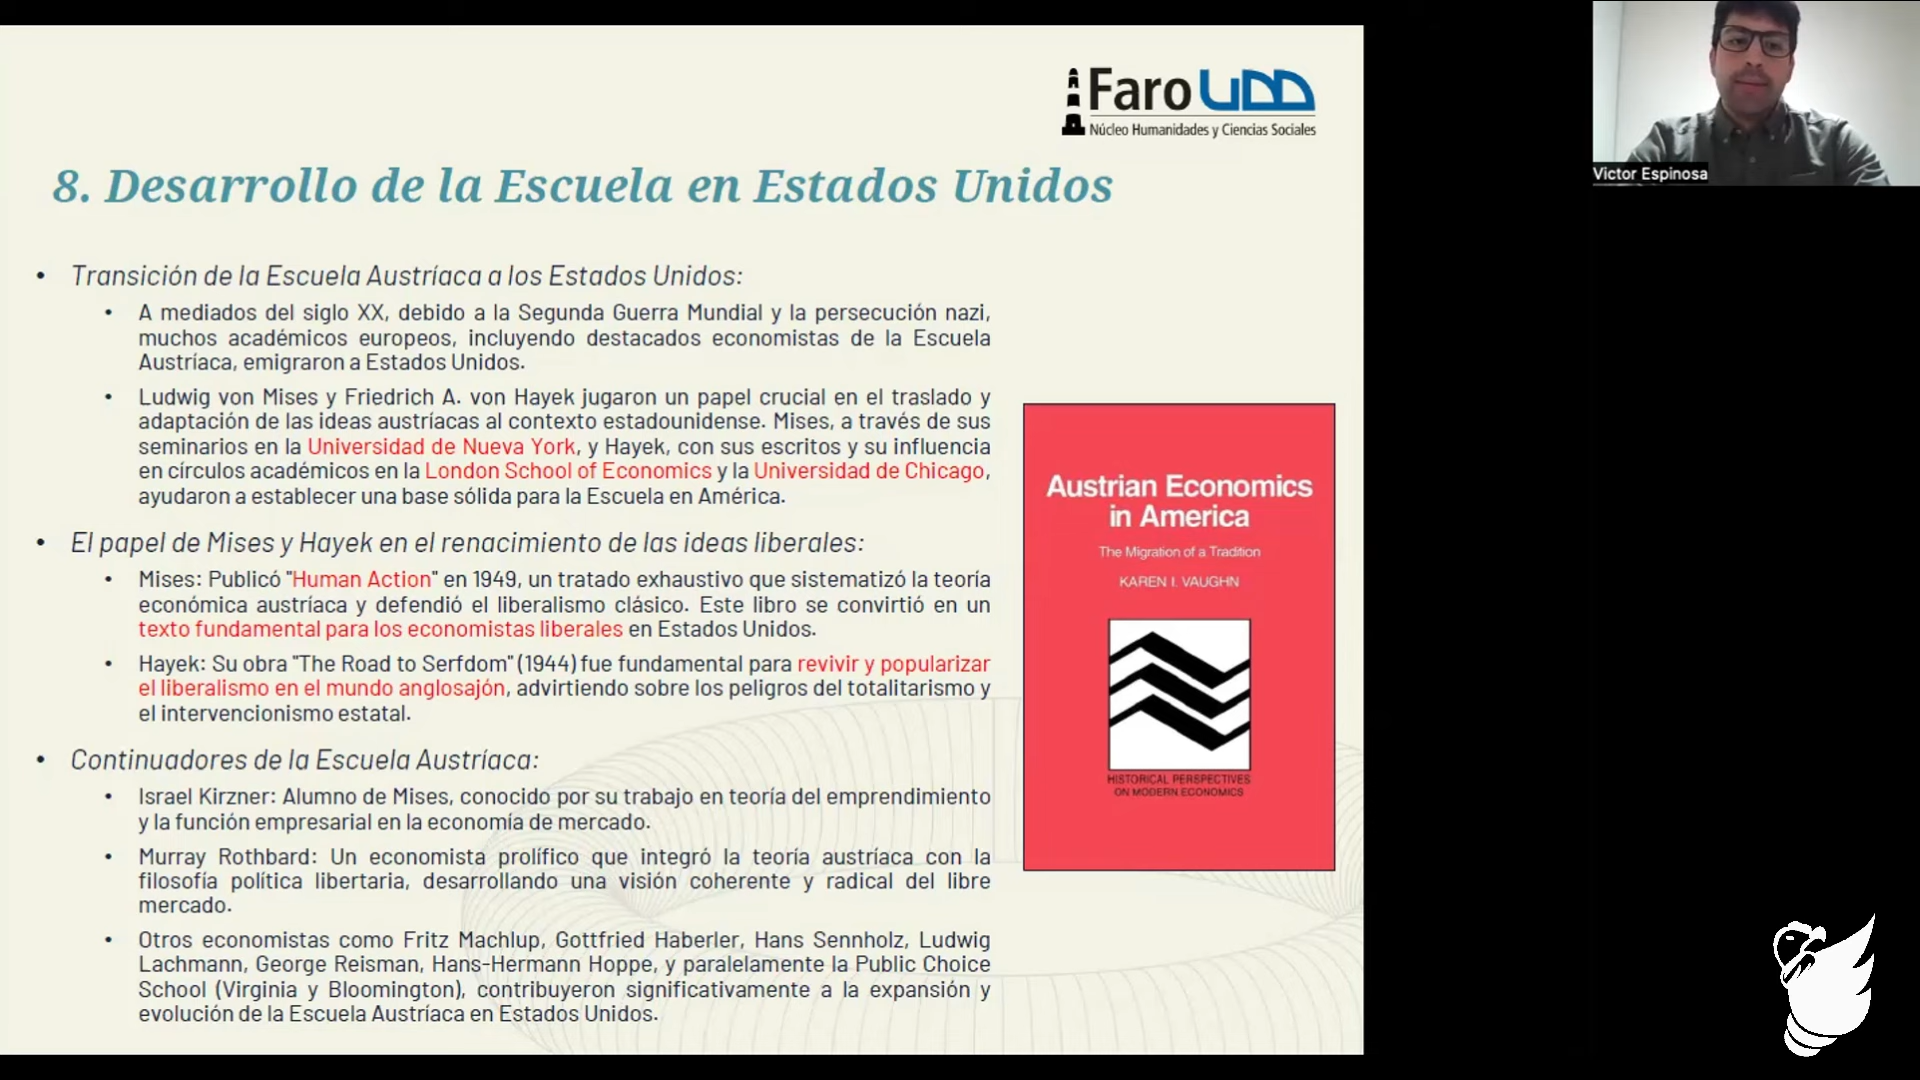 Faro UDD
Núcleo Humanidades y Ciencias Sociales
Victor Espinosa
8. Desarrollo de la Escuela en Estados Unidos
• Transición de la Escuela Austríaca a los Estados Unidos:
• A mediados del siglo XX, debido a la Segunda Guerra Mundial y la persecución nazi,
muchos académicos europeos, incluyendo destacados economistas de la Escuela
Austríaca, emigraron a Estados Unidos.
• Ludwig von Mises y Friedrich A. von Hayek jugaron un papel crucial en el traslado y
adaptación de las ideas austríacas al contexto estadounidense. Mises, a través de sus
seminarios en la Universidad de Nueva York, y Hayek, con sus escritos y su influencia
en círculos académicos en la London School of Economics y la Universidad de Chicago,
ayudaron a establecer una base sólida para la Escuela en América.
• El papel de Mises y Hayek en el renacimiento de las ideas liberales:
• Mises: Publicó "Human Action" en 1949, un tratado exhaustivo que sistematizó la teoría
económica austríaca y defendió el liberalismo clásico. Este libro se convirtió en un
texto fundamental para los economistas liberales en Estados Unidos.
• Hayek: Su obra "The Road to Serfdom" (1944) fue fundamental para revivir y popularizar
el liberalismo en el mundo anglosajón, advirtiendo sobre los peligros del totalitarismo y
el intervencionismo estatal.
• Continuadores de la Escuela Austríaca:
• Israel Kirzner: Alumno de Mises, conocido por su trabajo en teoría del emprendimiento
y la función empresarial en la economía de mercado.
• Murray Rothbard: Un economista prolífico que integró la teoría austríaca con la
filosofía política libertaria, desarrollando una visión coherente y radical del libre
mercado.
• Otros economistas como Fritz Machlup, Gottfried Haberler, Hans Sennholz, Ludwig
Lachmann, George Reisman, Hans-Hermann Hoppe, y paralelamente la Public Choice
School (Virginia y Bloomington), contribuyeron significativamente a la expansión y
evolución de la Escuela Austríaca en Estados Unidos.
Austrian Economics
in America
The Migration of a Tradition
KAREN I. VAUGHN
HISTORICAL PERSPECTIVES
ON MODERN ECONOMICS